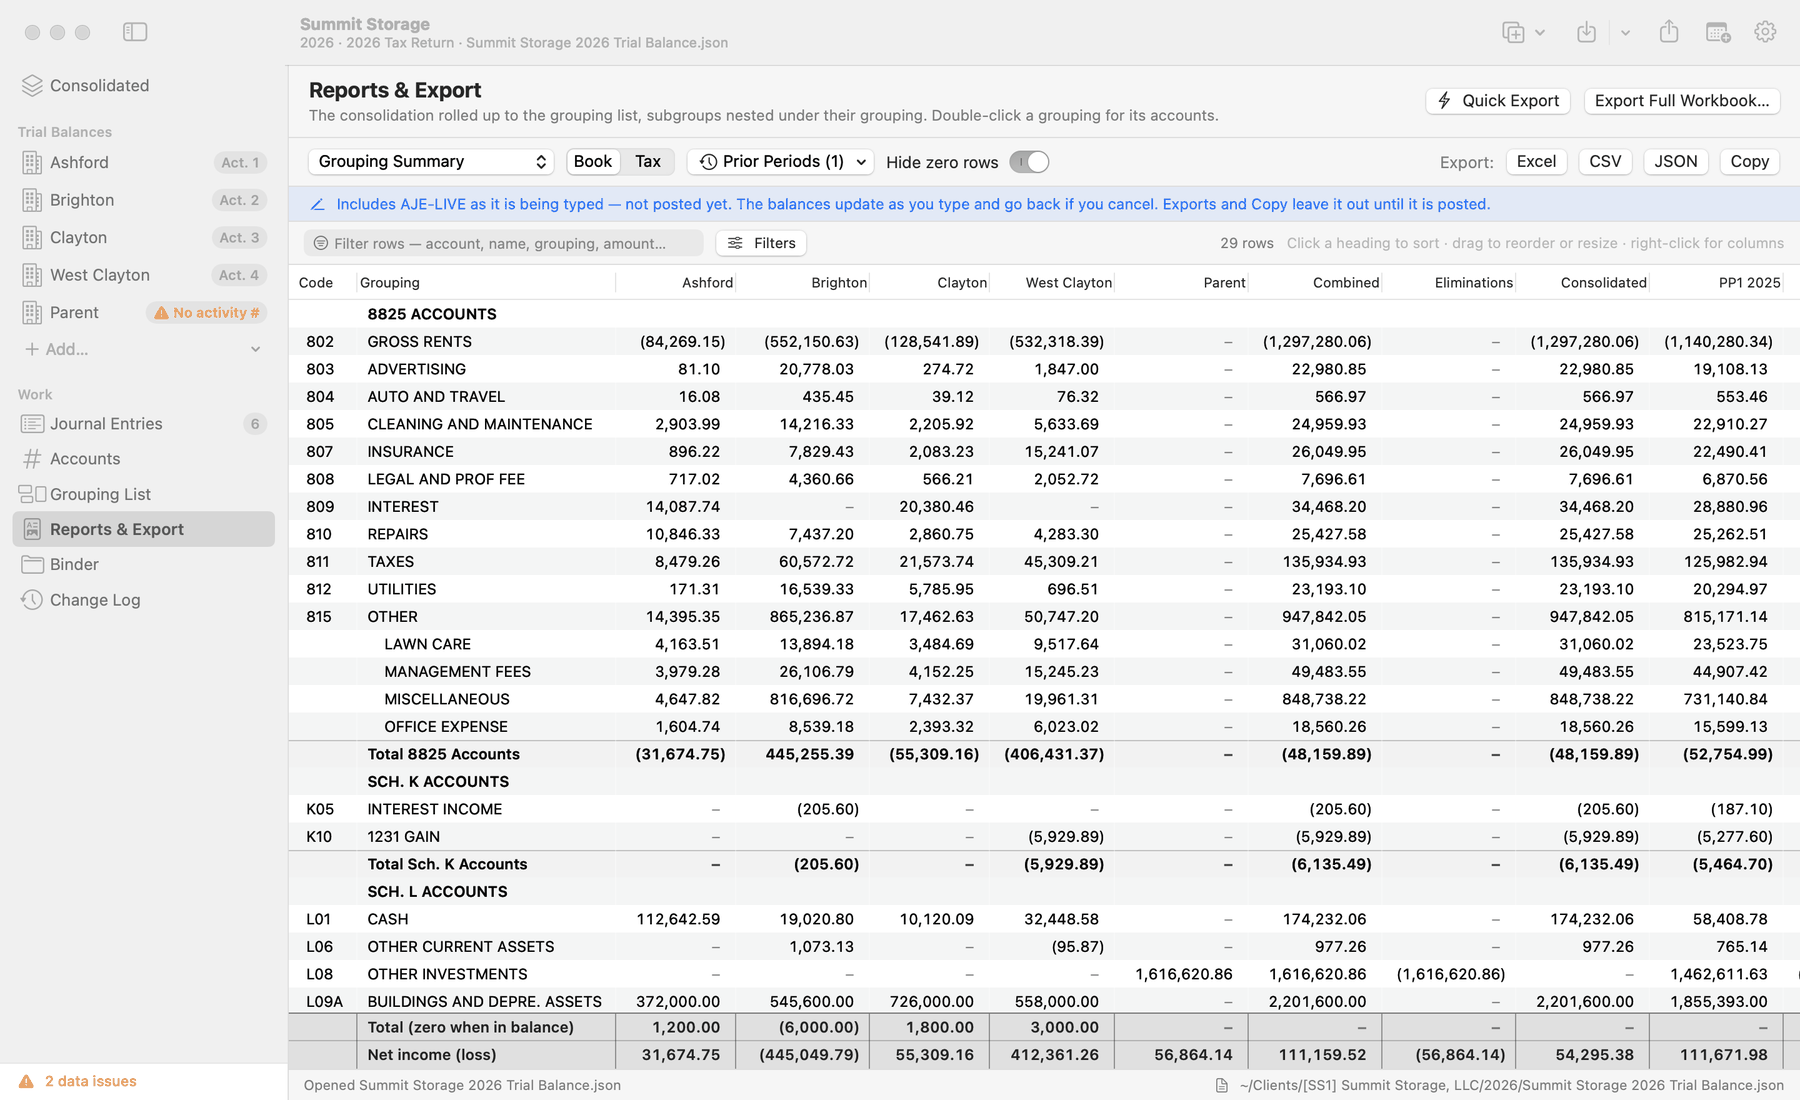 Summit Storage
2026 · 2026 Tax Return · Summit Storage 2026 Trial Balance.json
Consolidated
Trial Balances
Ashford Act. 1
Brighton Act. 2
Clayton Act. 3
West Clayton Act. 4
Parent No activity #
Add...
Work
Journal Entries 6
Accounts
Grouping List
Reports & Export
Binder
Change Log
2 data issues
Reports & Export
The consolidation rolled up to the grouping list, subgroups nested under their grouping. Double-click a grouping for its accounts.
Quick Export Export Full Workbook...
Grouping Summary Book Tax Prior Periods (1) Hide zero rows Export: Excel CSV JSON Copy
Includes AJE-LIVE as it is being typed — not posted yet. The balances update as you type and go back if you cancel. Exports and Copy leave it out until it is posted.
Filter rows — account, name, grouping, amount... Filters 29 rows Click a heading to sort · drag to reorder or resize · right-click for columns
Code Grouping Ashford Brighton Clayton West Clayton Parent Combined Eliminations Consolidated PP1 2025
8825 ACCOUNTS
802 GROSS RENTS (84,269.15) (552,150.63) (128,541.89) (532,318.39) – (1,297,280.06) – (1,297,280.06) (1,140,280.34)
803 ADVERTISING 81.10 20,778.03 274.72 1,847.00 – 22,980.85 – 22,980.85 19,108.13
804 AUTO AND TRAVEL 16.08 435.45 39.12 76.32 – 566.97 – 566.97 553.46
805 CLEANING AND MAINTENANCE 2,903.99 14,216.33 2,205.92 5,633.69 – 24,959.93 – 24,959.93 22,910.27
807 INSURANCE 896.22 7,829.43 2,083.23 15,241.07 – 26,049.95 – 26,049.95 22,490.41
808 LEGAL AND PROF FEE 717.02 4,360.66 566.21 2,052.72 – 7,696.61 – 7,696.61 6,870.56
809 INTEREST 14,087.74 – 20,380.46 – – 34,468.20 – 34,468.20 28,880.96
810 REPAIRS 10,846.33 7,437.20 2,860.75 4,283.30 – 25,427.58 – 25,427.58 25,262.51
811 TAXES 8,479.26 60,572.72 21,573.74 45,309.21 – 135,934.93 – 135,934.93 125,982.94
812 UTILITIES 171.31 16,539.33 5,785.95 696.51 – 23,193.10 – 23,193.10 20,294.97
815 OTHER 14,395.35 865,236.87 17,462.63 50,747.20 – 947,842.05 – 947,842.05 815,171.14
LAWN CARE 4,163.51 13,894.18 3,484.69 9,517.64 – 31,060.02 – 31,060.02 23,523.75
MANAGEMENT FEES 3,979.28 26,106.79 4,152.25 15,245.23 – 49,483.55 – 49,483.55 44,907.42
MISCELLANEOUS 4,647.82 816,696.72 7,432.37 19,961.31 – 848,738.22 – 848,738.22 731,140.84
OFFICE EXPENSE 1,604.74 8,539.18 2,393.32 6,023.02 – 18,560.26 – 18,560.26 15,599.13
Total 8825 Accounts (31,674.75) 445,255.39 (55,309.16) (406,431.37) – (48,159.89) – (48,159.89) (52,754.99)
SCH. K ACCOUNTS
K05 INTEREST INCOME – (205.60) – – – (205.60) – (205.60) (187.10)
K10 1231 GAIN – – – (5,929.89) – (5,929.89) – (5,929.89) (5,277.60)
Total Sch. K Accounts – (205.60) – (5,929.89) – (6,135.49) – (6,135.49) (5,464.70)
SCH. L ACCOUNTS
L01 CASH 112,642.59 19,020.80 10,120.09 32,448.58 – 174,232.06 – 174,232.06 58,408.78
L06 OTHER CURRENT ASSETS – 1,073.13 – (95.87) – 977.26 – 977.26 765.14
L08 OTHER INVESTMENTS – – – – 1,616,620.86 1,616,620.86 (1,616,620.86) – 1,462,611.63 (
L09A BUILDINGS AND DEPRE. ASSETS 372,000.00 545,600.00 726,000.00 558,000.00 – 2,201,600.00 – 2,201,600.00 1,855,393.00
Total (zero when in balance) 1,200.00 (6,000.00) 1,800.00 3,000.00 – – – – –
Net income (loss) 31,674.75 (445,049.79) 55,309.16 412,361.26 56,864.14 111,159.52 (56,864.14) 54,295.38 111,671.98
Opened Summit Storage 2026 Trial Balance.json ~/Clients/[SS1] Summit Storage, LLC/2026/Summit Storage 2026 Trial Balance.json